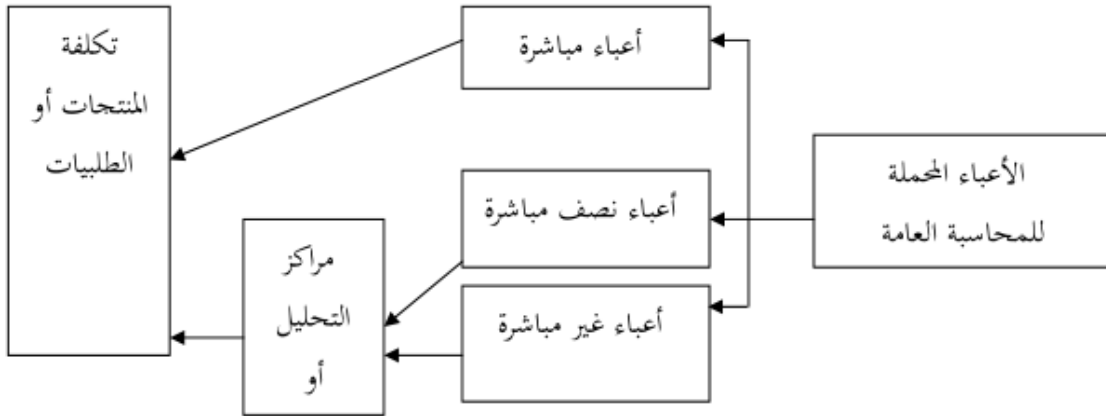 الأعباء المحملة
للمحاسبة العامة
أعباء مباشرة
أعباء نصف مباشرة
أعباء غير مباشرة
مراكز
التحليل
أو
تكلفة
المنتجات أو
الطلبيات